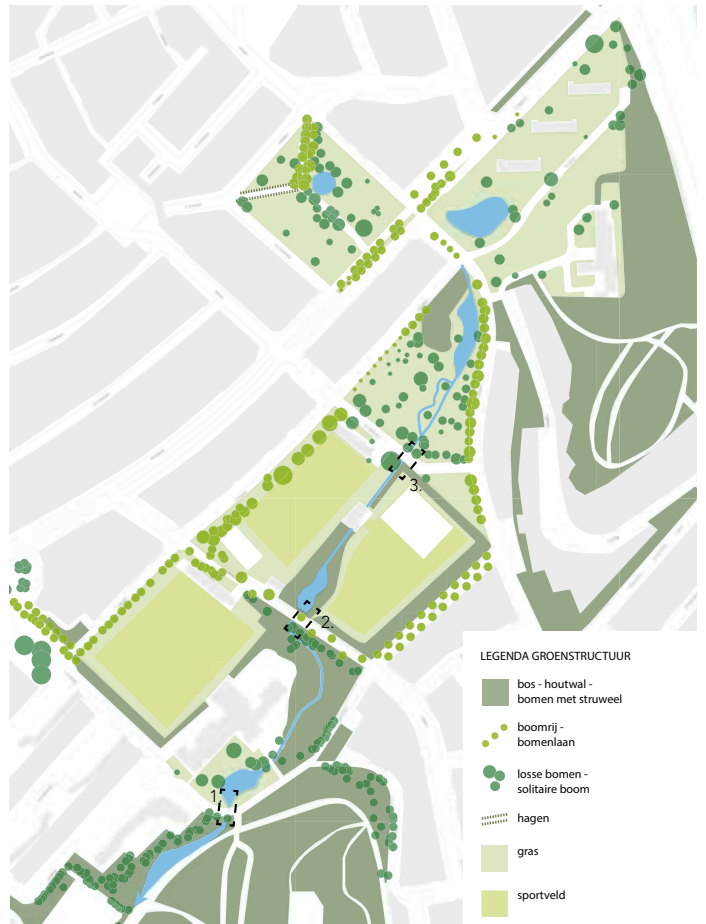 3.
2.
1.
LEGENDA GROENSTRUCTUUR
bos - houtwal -
bomen met struweel
boomrij -
bomenlaan
losse bomen -
solitaire boom
hagen
gras
sportveld